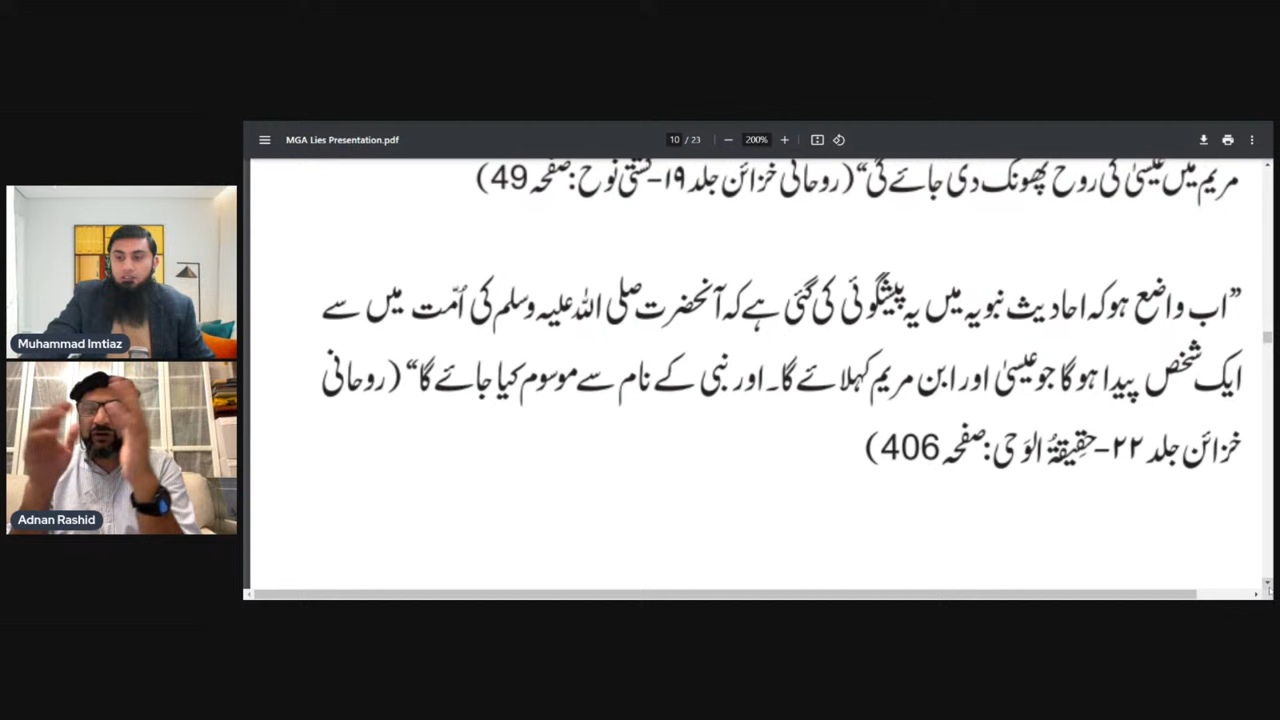 MGA Lies Presentation.pdf
10 / 23
200%
مریم میں عیسیٰ کی روح پھونک دی جائے گی“ (روحانی خزائن جلد ۱۹–کشتی نوح: صفحہ 49)
”اب واضع ہو کہ احادیث نبویہ میں یہ پیشگوئی کی گئی ہے کہ آنحضرت صلی اللہ علیہ وسلم کی اُمّت میں سے
ایک شخص پیدا ہو گا جو عیسیٰ اور ابن مریم کہلائے گا۔ اور نبی کے نام سے موسوم کیا جائے گا“ (روحانی
خزائن جلد ۲۲–حقیقۃُ الوَحی: صفحہ 406)
Muhammad Imtiaz
Adnan Rashid